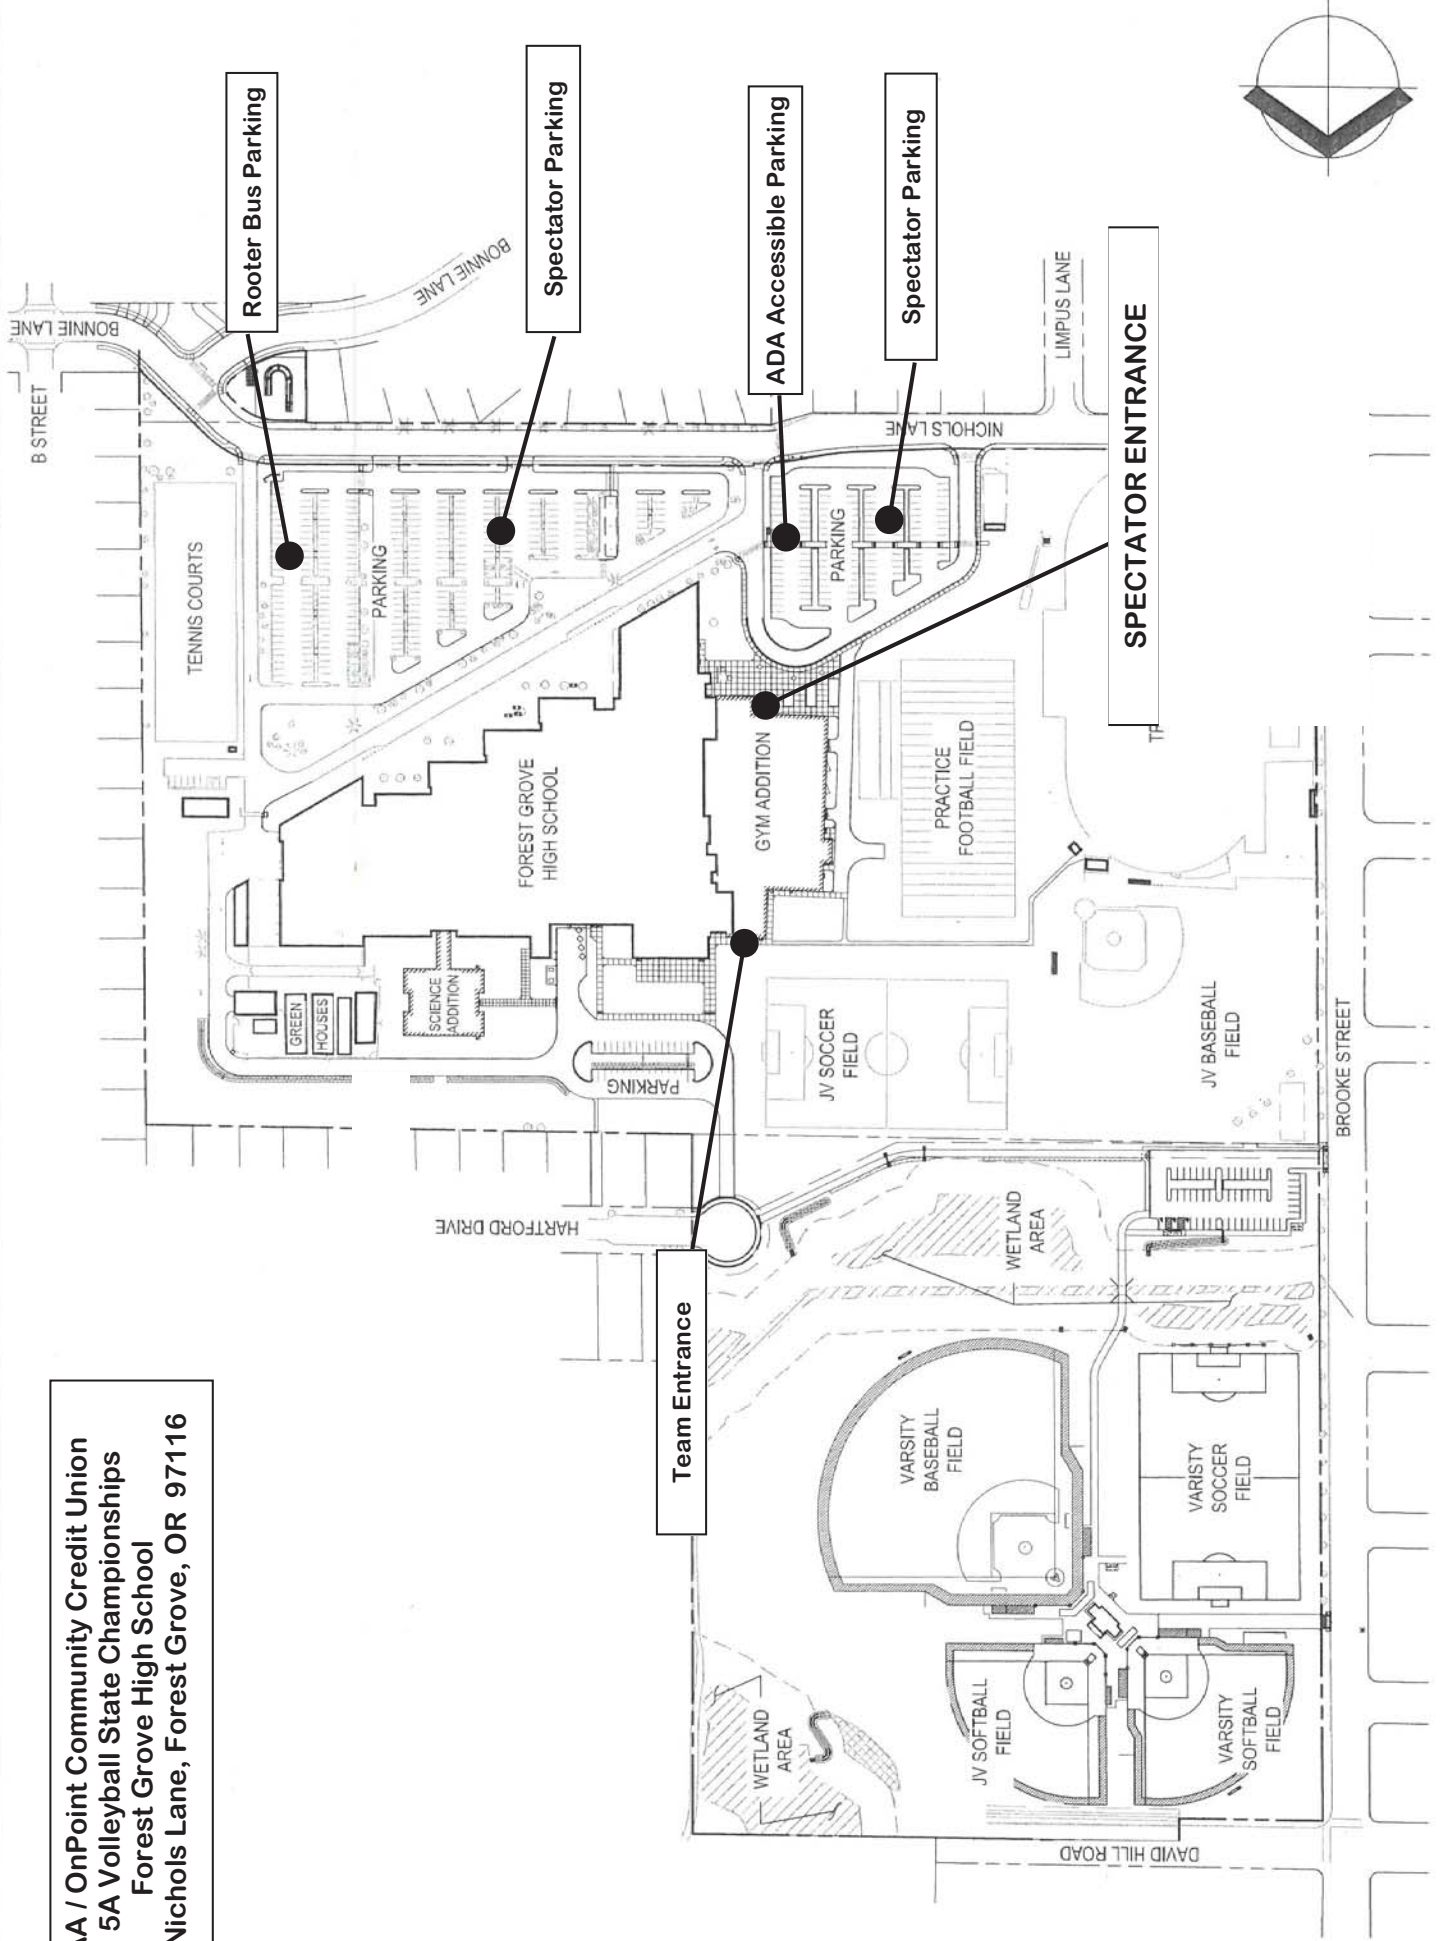 OnPoint Community Credit Union
5A Volleyball State Championships
Forest Grove High School
Nichols Lane, Forest Grove, OR 97116
Rooter Bus Parking
Spectator Parking
ADA Accessible Parking
Spectator Parking
SPECTATOR ENTRANCE
Team Entrance
B STREET
BONNIE LANE
BONNIE LANE
LIMPUS LANE
NICHOLS LANE
TENNIS COURTS
PARKING
PARKING
FOREST GROVE
HIGH SCHOOL
GYM ADDITION
PRACTICE
FOOTBALL FIELD
SCIENCE
ADDITION
GREEN
HOUSES
PARKING
JV SOCCER
FIELD
JV BASEBALL
FIELD
BROOKE STREET
HARTFORD DRIVE
WETLAND
AREA
VARSITY
BASEBALL
FIELD
VARISTY
SOCCER
FIELD
WETLAND
AREA
JV SOFTBALL
FIELD
VARSITY
SOFTBALL
FIELD
DAVID HILL ROAD